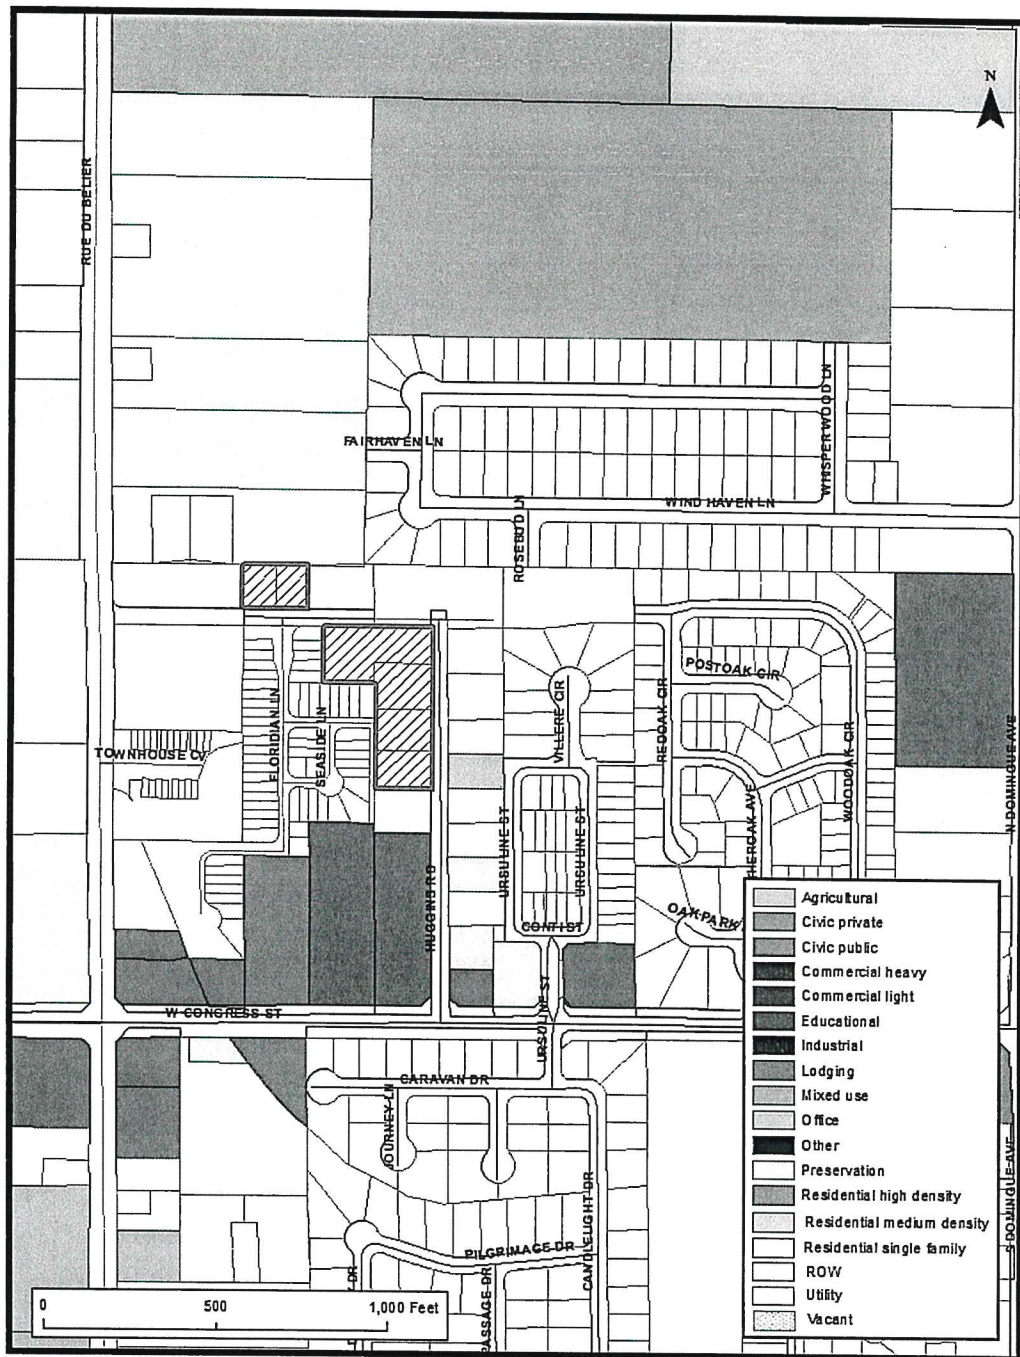 N
RUE DU BELIER
WHISPERWOOD LN
FAIRHAVEN LN
WIND HAVEN LN
ROSEBUD LN
POSTOAK CIR
VILLERE CIR
REDOAK CIR
FLORIDIAN LN
SEASIDE LN
TOWNHOUSE CV
WOODOAK CIR
N DOMINGUE AVE
URSULINE ST
URSULINE ST
HUGGINS RD
OAK PARK
CONTI ST
W CONGRESS ST
URSULINE ST
CARAVAN DR
JOURNEY LN
CANDLELIGHT DR
PILGRIMAGE DR
PASSAGE DR
DR
S DOMINGUE AVE
Agricultural
Civic private
Civic public
Commercial heavy
Commercial light
Educational
Industrial
Lodging
Mixed use
Office
Other
Preservation
Residential high density
Residential medium density
Residential single family
ROW
Utility
Vacant
0 500 1,000 Feet